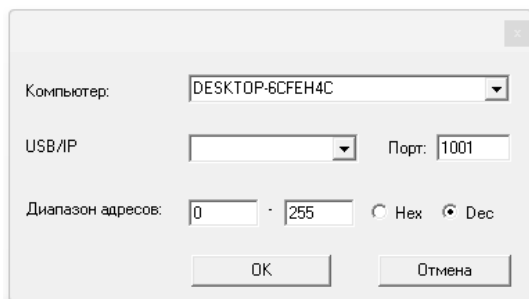 Компьютер: DESKTOP-6CFEH4C
USB/IP Порт: 1001
Диапазон адресов: 0 - 255 Hex Dec
OK Отмена